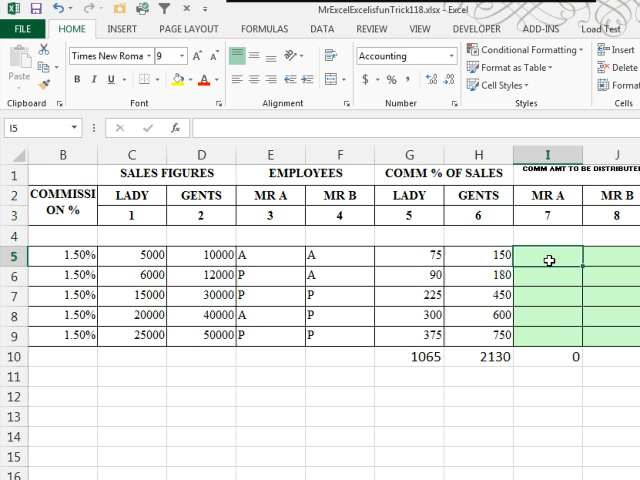 MrExcelExcelisfunTrick118.xlsx - Excel
FILE HOME INSERT PAGE LAYOUT FORMULAS DATA REVIEW VIEW DEVELOPER ADD-INS Load Test
Paste
Times New Roma 9 A A
B I U
Accounting
$ % ,
Conditional Formatting
Format as Table
Cell Styles
Insert
Delete
Format
Clipboard Font Alignment Number Styles Cells
I5 fx
B C D E F G H I J
1 SALES FIGURES EMPLOYEES COMM % OF SALES COMM AMT TO BE DISTRIBUTED
2 COMMISSI LADY GENTS MR A MR B LADY GENTS MR A MR B
3 ON % 1 2 3 4 5 6 7 8
4
5 1.50% 5000 10000 A A 75 150
6 1.50% 6000 12000 P A 90 180
7 1.50% 15000 30000 P P 225 450
8 1.50% 20000 40000 A P 300 600
9 1.50% 25000 50000 P P 375 750
10 1065 2130 0
11
12
13
14
15
16